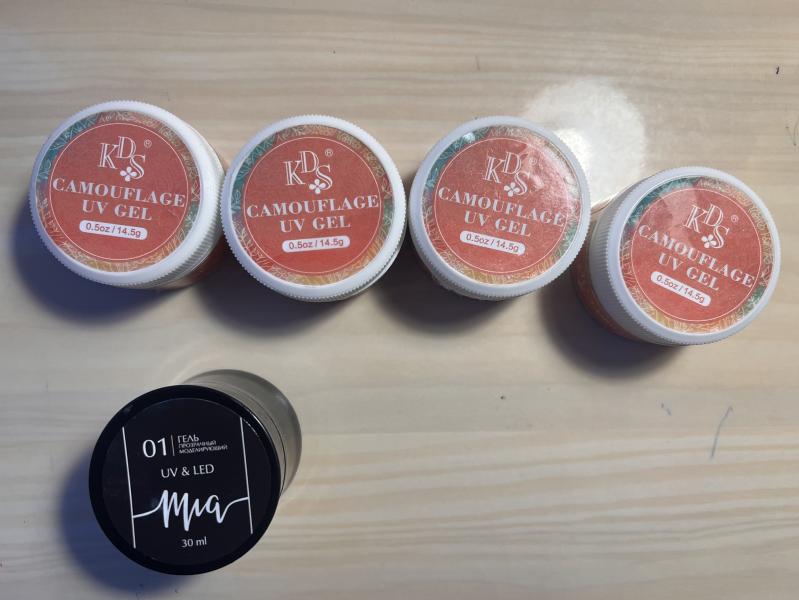 KDS®
CAMOUFLAGE
UV GEL
0.5oz / 14.5g
KDS®
CAMOUFLAGE
UV GEL
0.5oz / 14.5g
KDS®
CAMOUFLAGE
UV GEL
0.5oz / 14.5g
KDS®
CAMOUFLAGE
UV GEL
0.5oz / 14.5g
01 ГЕЛЬ
ПРОЗРАЧНЫЙ
МОДЕЛИРУЮЩИЙ
UV & LED
Mia
30 ml